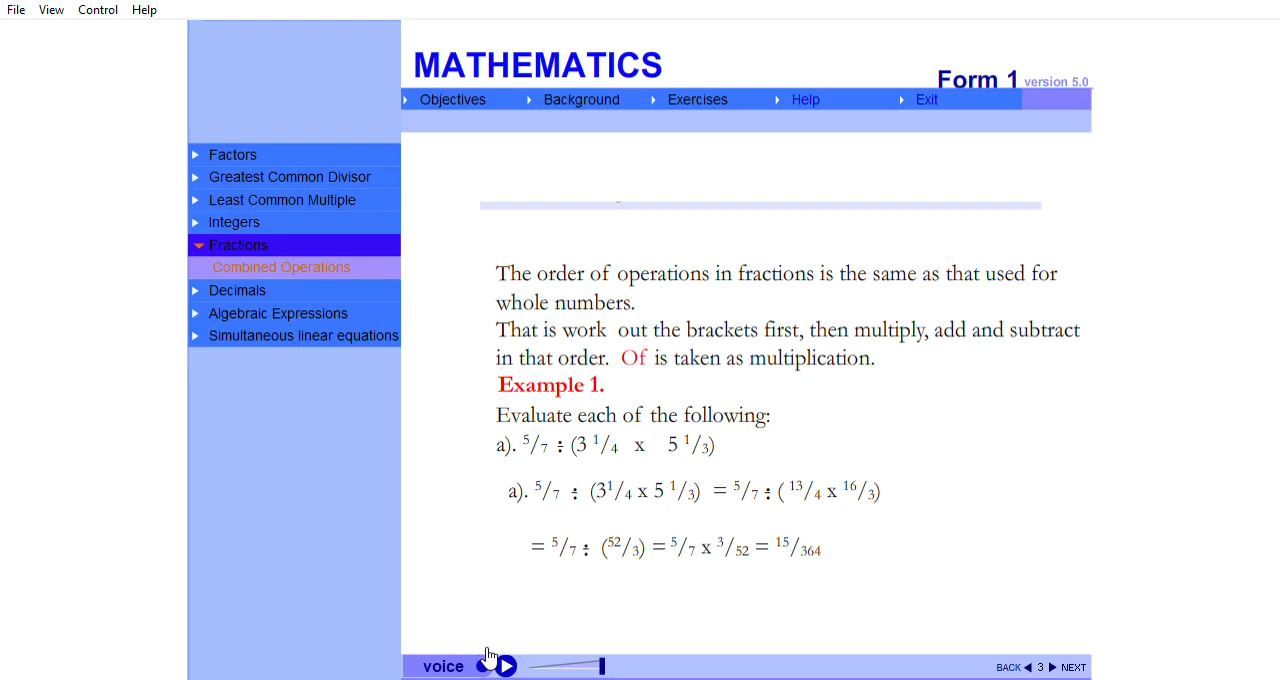 File View Control Help
MATHEMATICS
Form 1 version 5.0
Objectives Background Exercises Help Exit
Factors
Greatest Common Divisor
Least Common Multiple
Integers
Fractions
Combined Operations
Decimals
Algebraic Expressions
Simultaneous linear equations
The order of operations in fractions is the same as that used for
whole numbers.
That is work out the brackets first, then multiply, add and subtract
in that order. Of is taken as multiplication.
Example 1.
Evaluate each of the following:
a). 5/7 ÷ (3 1/4 x 5 1/3)
a). 5/7 ÷ (3 1/4 x 5 1/3) = 5/7 ÷ ( 13/4 x 16/3)
= 5/7 ÷ (52/3) = 5/7 x 3/52 = 15/364
voice
BACK 3 NEXT